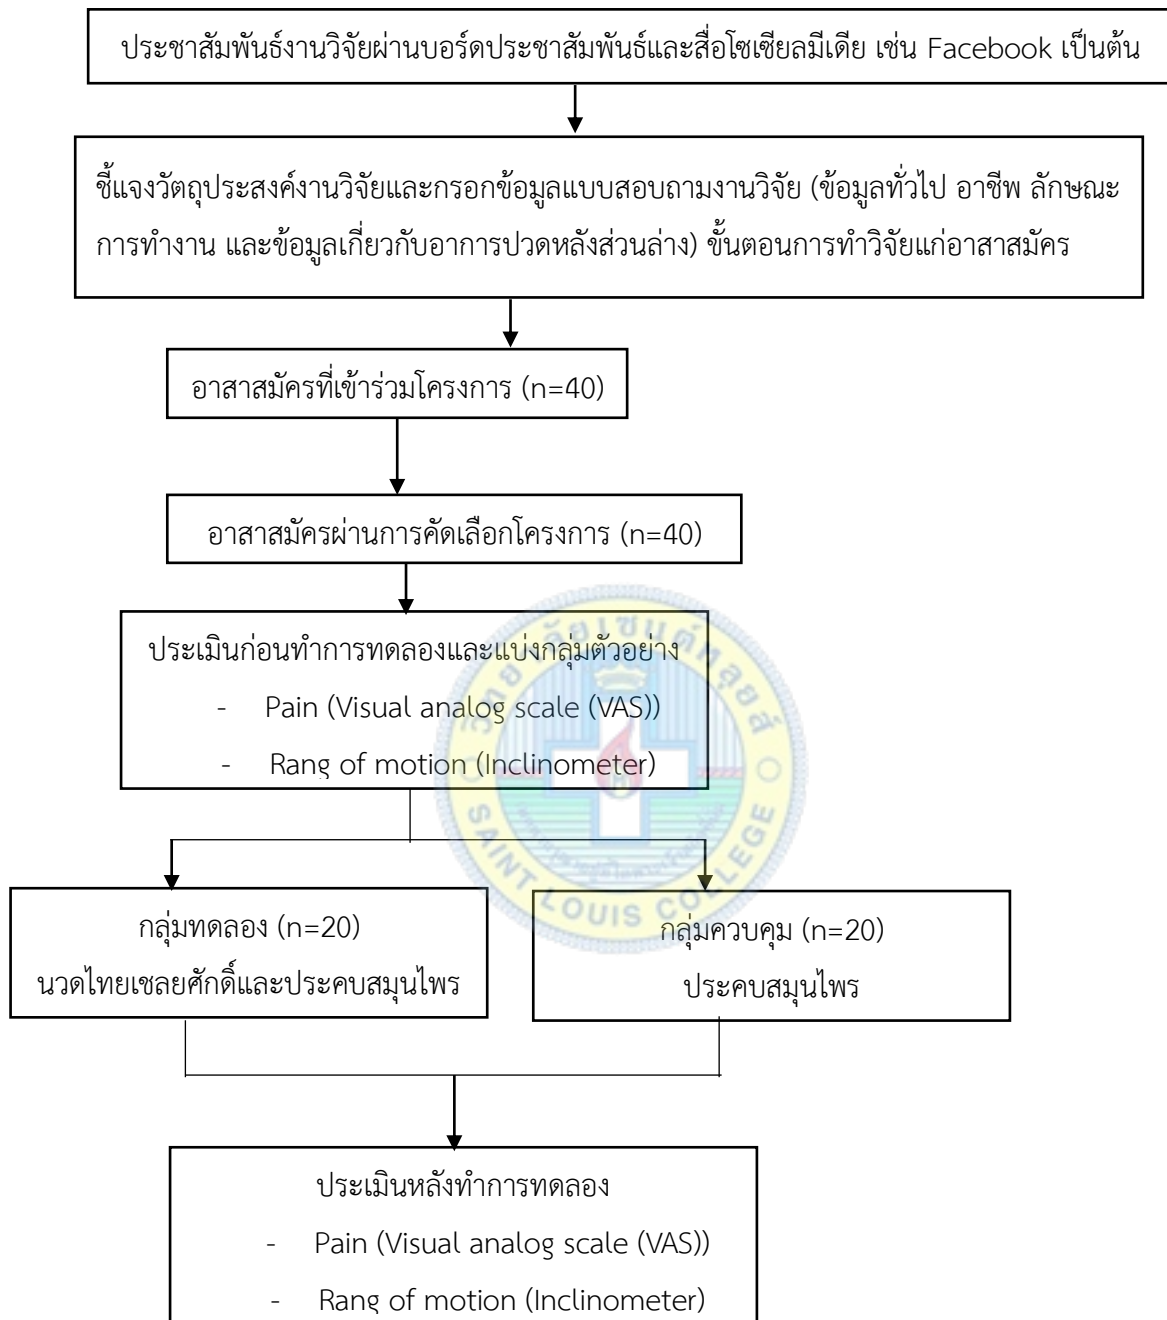 ประชาสัมพันธ์งานวิจัยผ่านบอร์ดประชาสัมพันธ์และสื่อโซเซียลมีเดีย เช่น Facebook เป็นต้น
ชี้แจงวัตถุประสงค์งานวิจัยและกรอกข้อมูลแบบสอบถามงานวิจัย (ข้อมูลทั่วไป อาชีพ ลักษณะ
การทำงาน และข้อมูลเกี่ยวกับอาการปวดหลังส่วนล่าง) ขั้นตอนการทำวิจัยแก่อาสาสมัคร
อาสาสมัครที่เข้าร่วมโครงการ (n=40)
อาสาสมัครผ่านการคัดเลือกโครงการ (n=40)
ประเมินก่อนทำการทดลองและแบ่งกลุ่มตัวอย่าง
- Pain (Visual analog scale (VAS))
- Rang of motion (Inclinometer)
วิทยาลัยเซนต์หลุยส์
SAINT LOUIS COLLEGE
กลุ่มทดลอง (n=20)
นวดไทยเชลยศักดิ์และประคบสมุนไพร
กลุ่มควบคุม (n=20)
ประคบสมุนไพร
ประเมินหลังทำการทดลอง
- Pain (Visual analog scale (VAS))
- Rang of motion (Inclinometer)